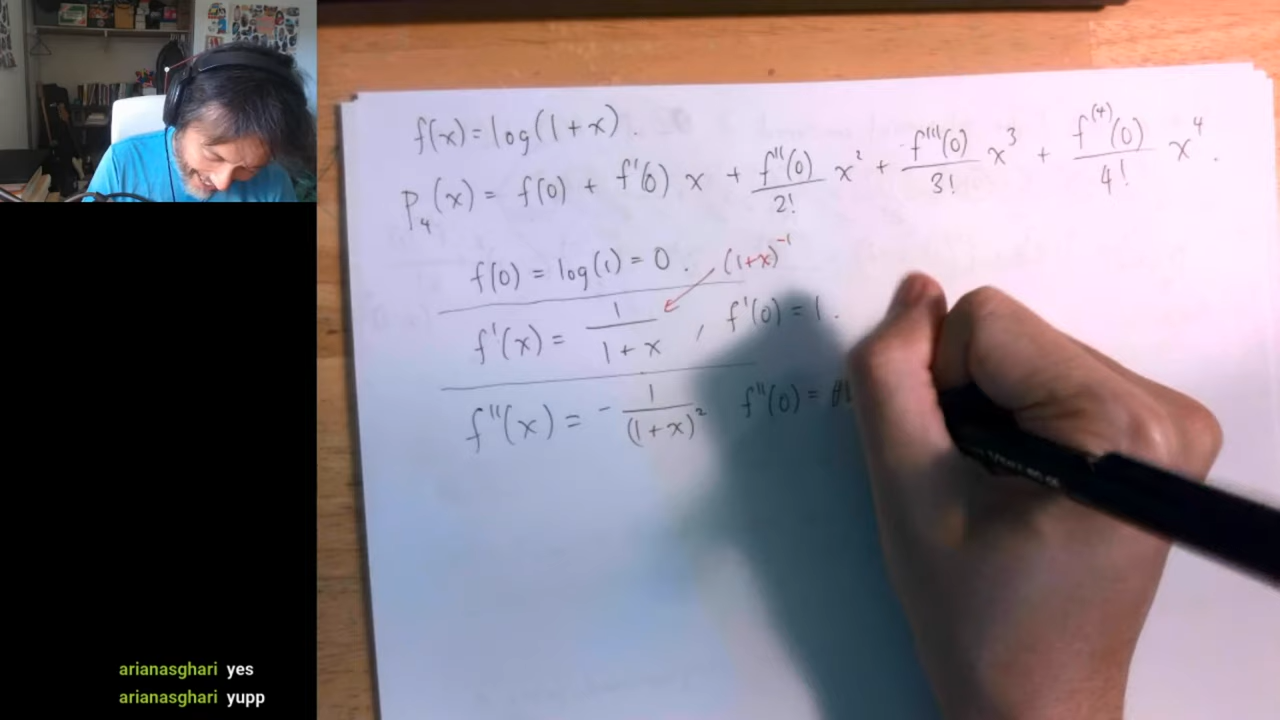 f(x) = log(1+x).
P₄(x) = f(0) + f'(0) x + f''(0)/2! x² + f'''(0)/3! x³ + f⁽⁴⁾(0)/4! x⁴.
f(0) = log(1) = 0. (1+x)⁻¹
f'(x) = 1/(1+x), f'(0) = 1.
f''(x) = - 1/(1+x)² f''(0) =
arianasghari yes
arianasghari yupp